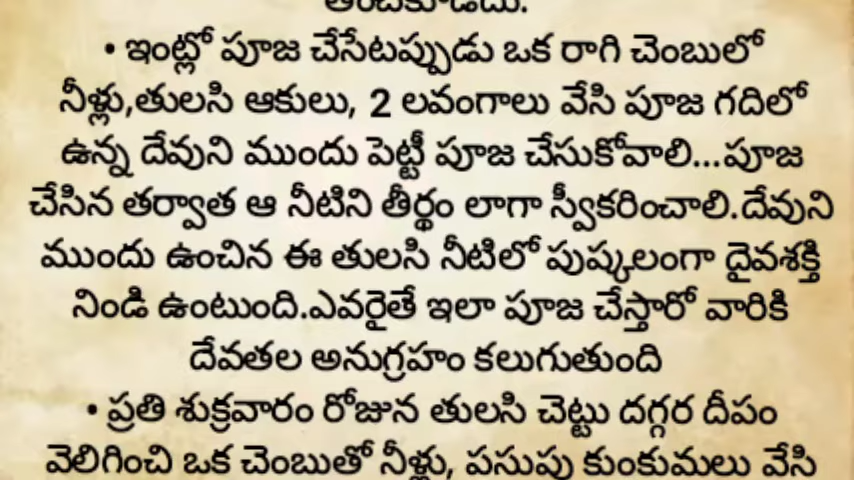 • ఇంట్లో పూజ చేసేటప్పుడు ఒక రాగి చెంబులో
నీళ్లు,తులసి ఆకులు, 2 లవంగాలు వేసి పూజ గదిలో
ఉన్న దేవుని ముందు పెట్టీ పూజ చేసుకోవాలి...పూజ
చేసిన తర్వాత ఆ నీటిని తీర్థం లాగా స్వీకరించాలి.దేవుని
ముందు ఉంచిన ఈ తులసి నీటిలో పుష్కలంగా దైవశక్తి
నిండి ఉంటుంది.ఎవరైతే ఇలా పూజ చేస్తారో వారికి
దేవతల అనుగ్రహం కలుగుతుంది
• ప్రతి శుక్రవారం రోజున తులసి చెట్టు దగ్గర దీపం
వెలిగించి ఒక చెంబుతో నీళ్లు, పసుపు కుంకుమలు వేసి